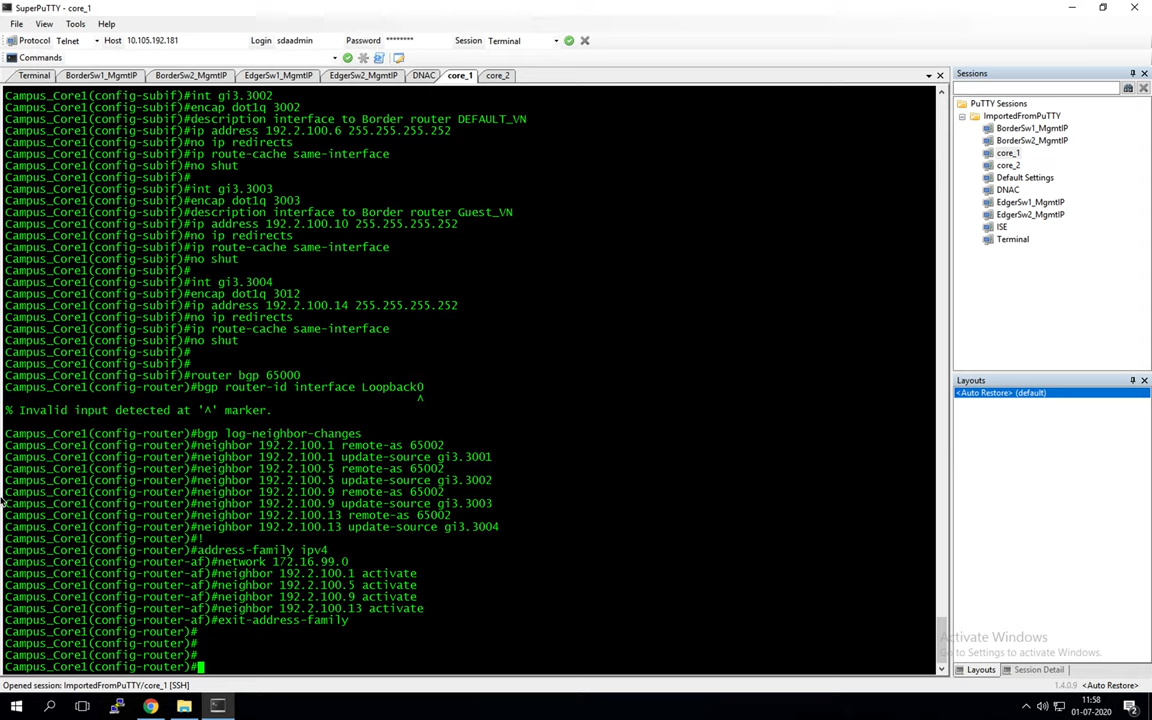 SuperPuTTY - core_1
File View Tools Help
Protocol Telnet Host 10.105.192.181 Login sdaadmin Password ******** Session Terminal
Commands
Terminal BorderSw1_MgmtIP BorderSw2_MgmtIP EdgerSw1_MgmtIP EdgerSw2_MgmtIP DNAC core_1 core_2
Campus_Core1(config-subif)#int gi3.3002
Campus_Core1(config-subif)#encap dot1q 3002
Campus_Core1(config-subif)#description interface to Border router DEFAULT_VN
Campus_Core1(config-subif)#ip address 192.2.100.6 255.255.255.252
Campus_Core1(config-subif)#no ip redirects
Campus_Core1(config-subif)#ip route-cache same-interface
Campus_Core1(config-subif)#no shut
Campus_Core1(config-subif)#
Campus_Core1(config-subif)#int gi3.3003
Campus_Core1(config-subif)#encap dot1q 3003
Campus_Core1(config-subif)#description interface to Border router Guest_VN
Campus_Core1(config-subif)#ip address 192.2.100.10 255.255.255.252
Campus_Core1(config-subif)#no ip redirects
Campus_Core1(config-subif)#ip route-cache same-interface
Campus_Core1(config-subif)#no shut
Campus_Core1(config-subif)#
Campus_Core1(config-subif)#int gi3.3004
Campus_Core1(config-subif)#encap dot1q 3012
Campus_Core1(config-subif)#ip address 192.2.100.14 255.255.255.252
Campus_Core1(config-subif)#no ip redirects
Campus_Core1(config-subif)#ip route-cache same-interface
Campus_Core1(config-subif)#no shut
Campus_Core1(config-subif)#
Campus_Core1(config-subif)#
Campus_Core1(config-subif)#router bgp 65000
Campus_Core1(config-router)#bgp router-id interface Loopback0
^
% Invalid input detected at '^' marker.
Campus_Core1(config-router)#bgp log-neighbor-changes
Campus_Core1(config-router)#neighbor 192.2.100.1 remote-as 65002
Campus_Core1(config-router)#neighbor 192.2.100.1 update-source gi3.3001
Campus_Core1(config-router)#neighbor 192.2.100.5 remote-as 65002
Campus_Core1(config-router)#neighbor 192.2.100.5 update-source gi3.3002
Campus_Core1(config-router)#neighbor 192.2.100.9 remote-as 65002
Campus_Core1(config-router)#neighbor 192.2.100.9 update-source gi3.3003
Campus_Core1(config-router)#neighbor 192.2.100.13 remote-as 65002
Campus_Core1(config-router)#neighbor 192.2.100.13 update-source gi3.3004
Campus_Core1(config-router)#!
Campus_Core1(config-router)#address-family ipv4
Campus_Core1(config-router-af)#network 172.16.99.0
Campus_Core1(config-router-af)#neighbor 192.2.100.1 activate
Campus_Core1(config-router-af)#neighbor 192.2.100.5 activate
Campus_Core1(config-router-af)#neighbor 192.2.100.9 activate
Campus_Core1(config-router-af)#neighbor 192.2.100.13 activate
Campus_Core1(config-router-af)#exit-address-family
Campus_Core1(config-router)#
Campus_Core1(config-router)#
Campus_Core1(config-router)#
Campus_Core1(config-router)#
Sessions
PuTTY Sessions
ImportedFromPuTTY
BorderSw1_MgmtIP
BorderSw2_MgmtIP
core_1
core_2
Default Settings
DNAC
EdgerSw1_MgmtIP
EdgerSw2_MgmtIP
ISE
Terminal
Layouts
<Auto Restore> (default)
Activate Windows
Go to Settings to activate Windows.
Layouts Session Detail
Opened session: ImportedFromPuTTY/core_1 [SSH]
1.4.0.9 <Auto Restore>
11:58
01-07-2020
2